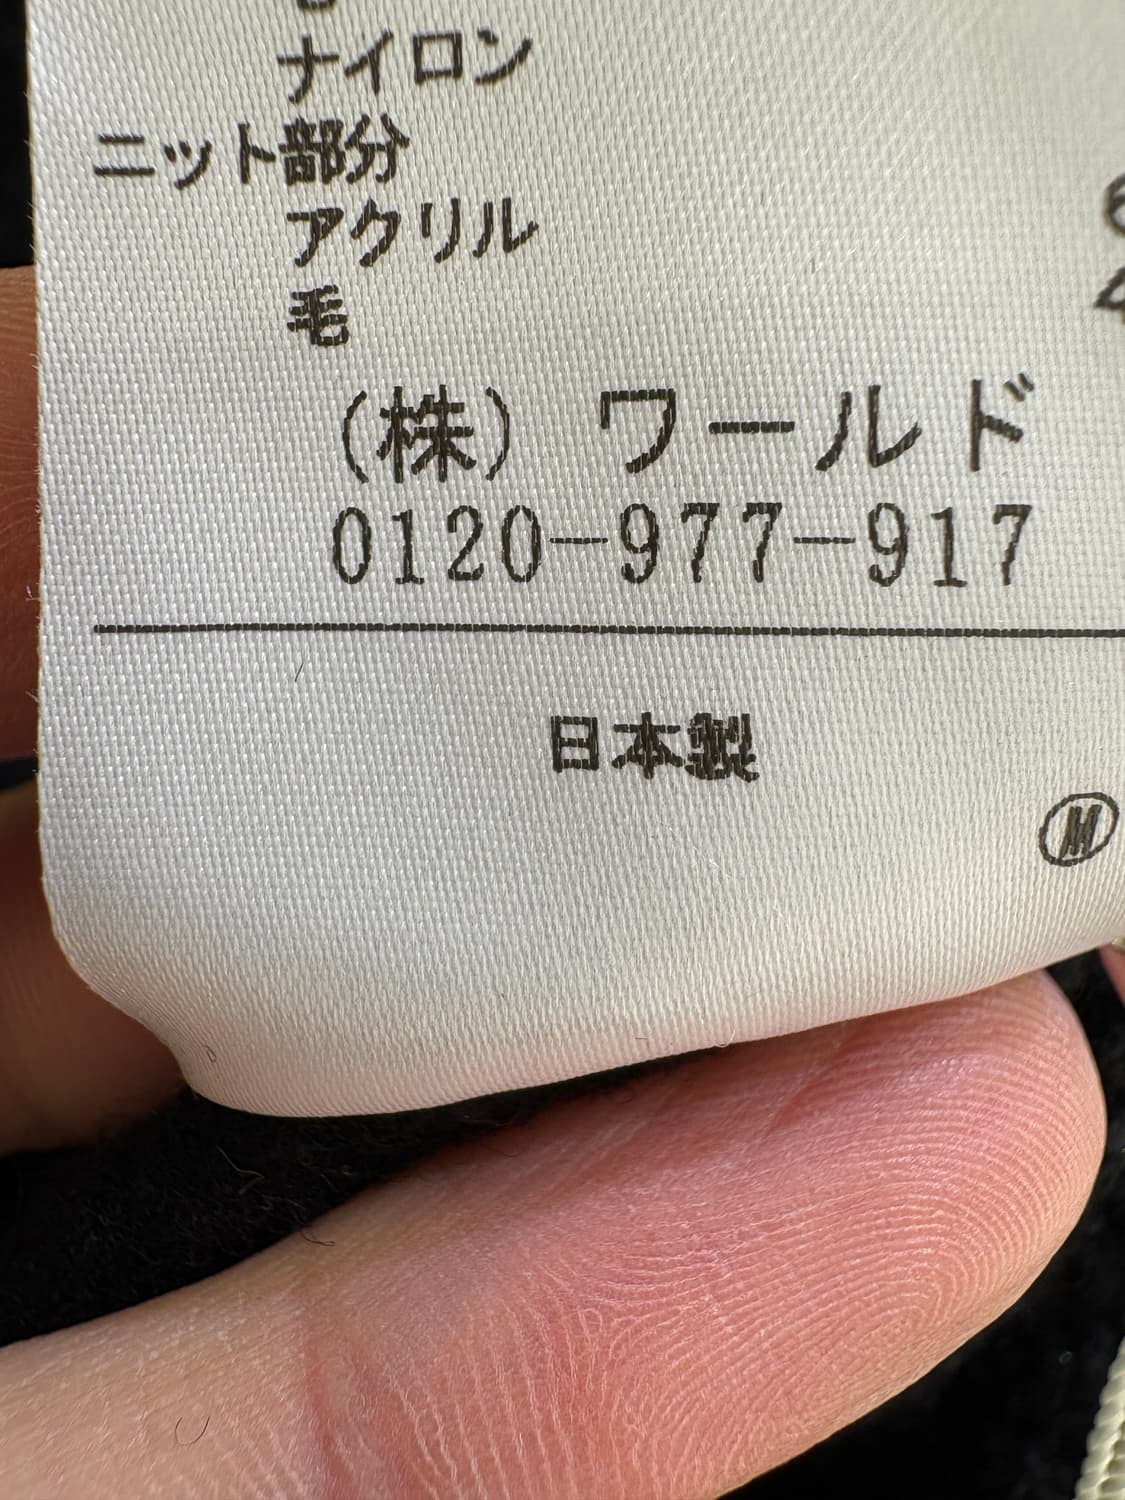 ナイロン
ニット部分
アクリル
毛
(株) ワールド
0120-977-917
日本製
Ⓜ